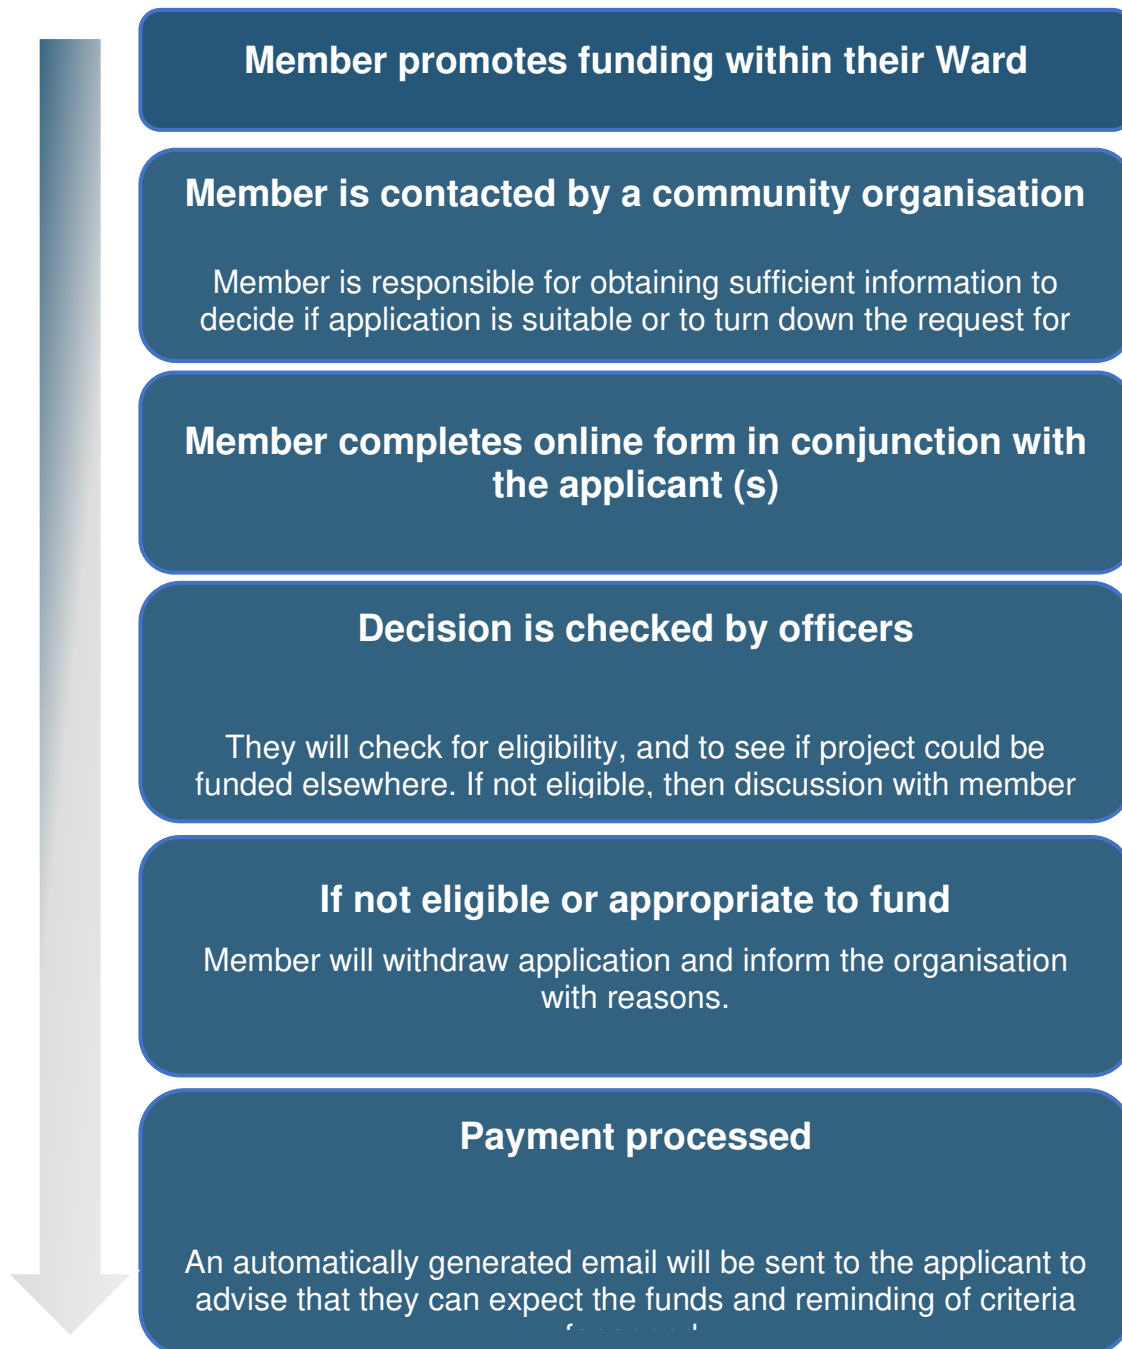 Member promotes funding within their Ward
Member is contacted by a community organisation
Member is responsible for obtaining sufficient information to
decide if application is suitable or to turn down the request for
Member completes online form in conjunction with
the applicant (s)
Decision is checked by officers
They will check for eligibility, and to see if project could be
funded elsewhere. If not eligible, then discussion with member
If not eligible or appropriate to fund
Member will withdraw application and inform the organisation
with reasons.
Payment processed
An automatically generated email will be sent to the applicant to
advise that they can expect the funds and reminding of criteria